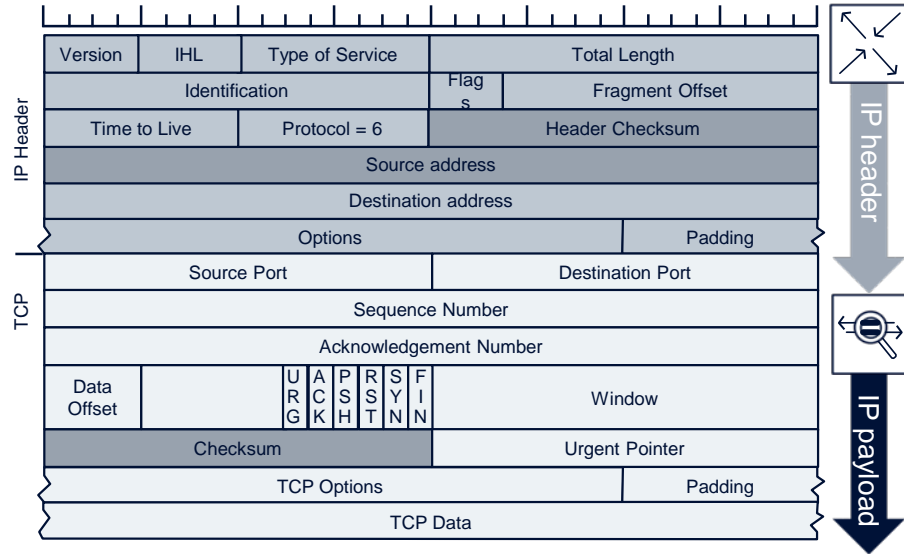 Version IHL Type of Service Total Length
Identification Flag
s Fragment Offset
Time to Live Protocol = 6 Header Checksum
Source address
Destination address
Options Padding
IP Header
Source Port Destination Port
Sequence Number
Acknowledgement Number
Data
Offset
URG ACK PSH RST SYN FIN Window
Checksum Urgent Pointer
TCP Options Padding
TCP Data
TCP
IP header
IP payload